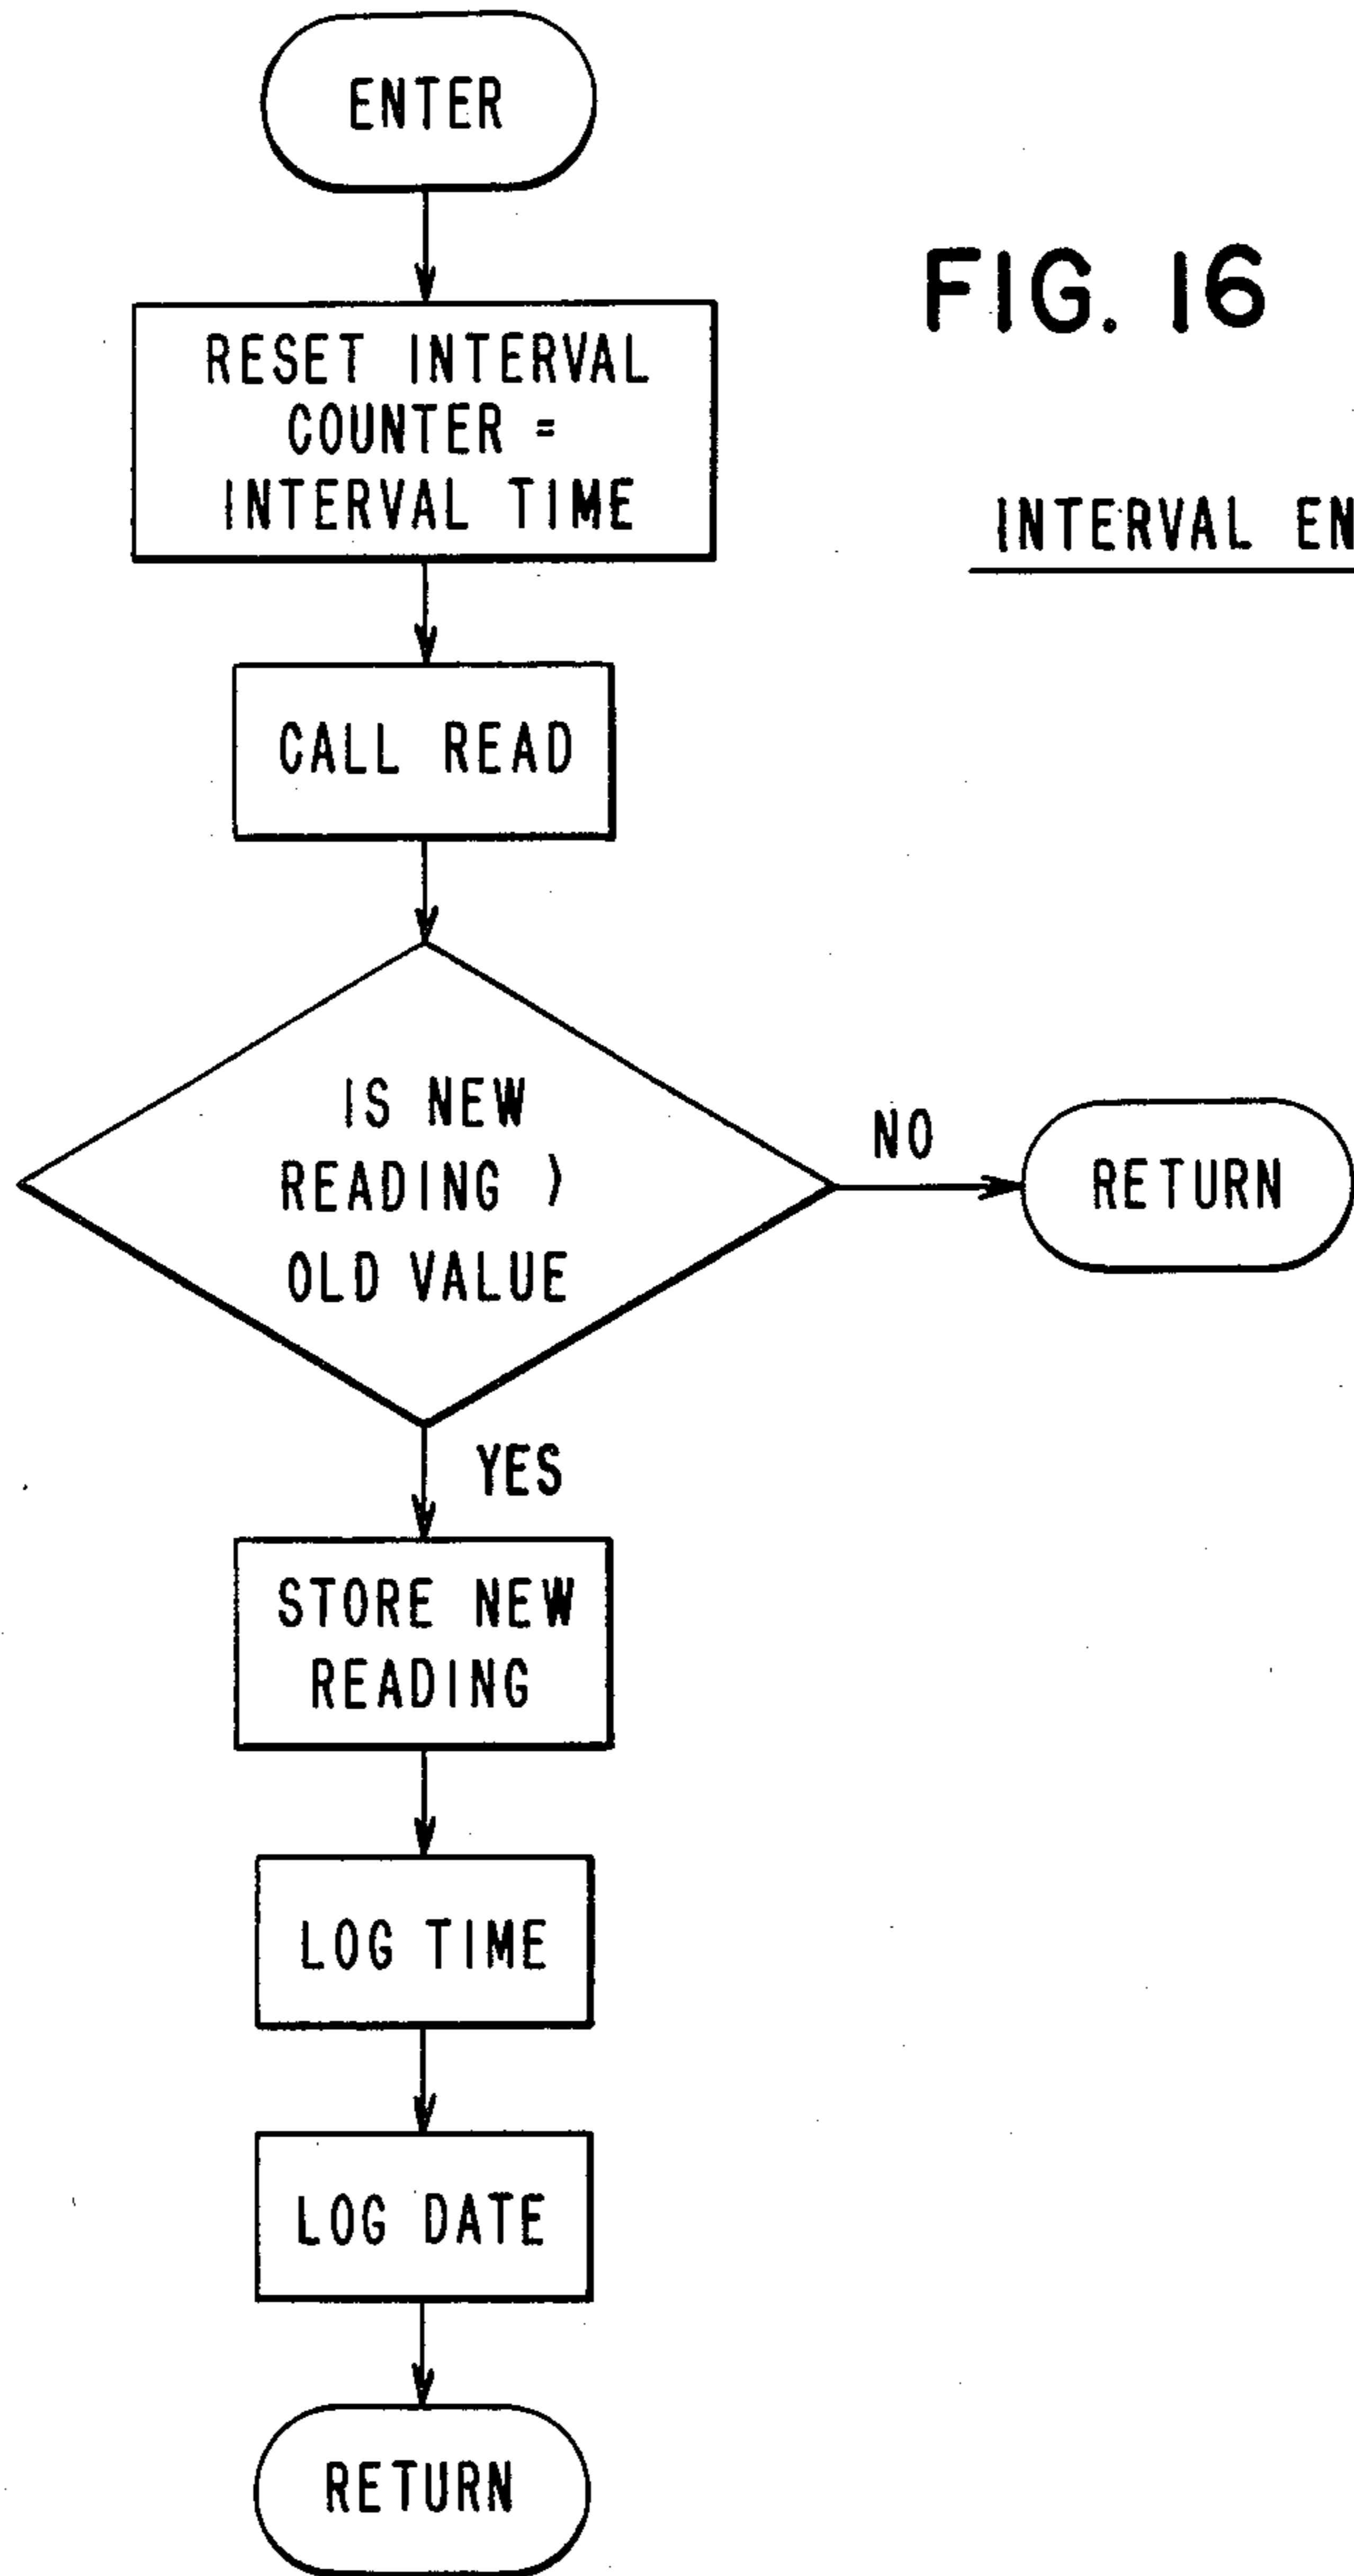 ENTER
FIG. 16
RESET INTERVAL
COUNTER =
INTERVAL TIME
INTERVAL EN
CALL READ
IS NEW
READING )
OLD VALUE
NO
RETURN
YES
STORE NEW
READING
LOG TIME
LOG DATE
RETURN